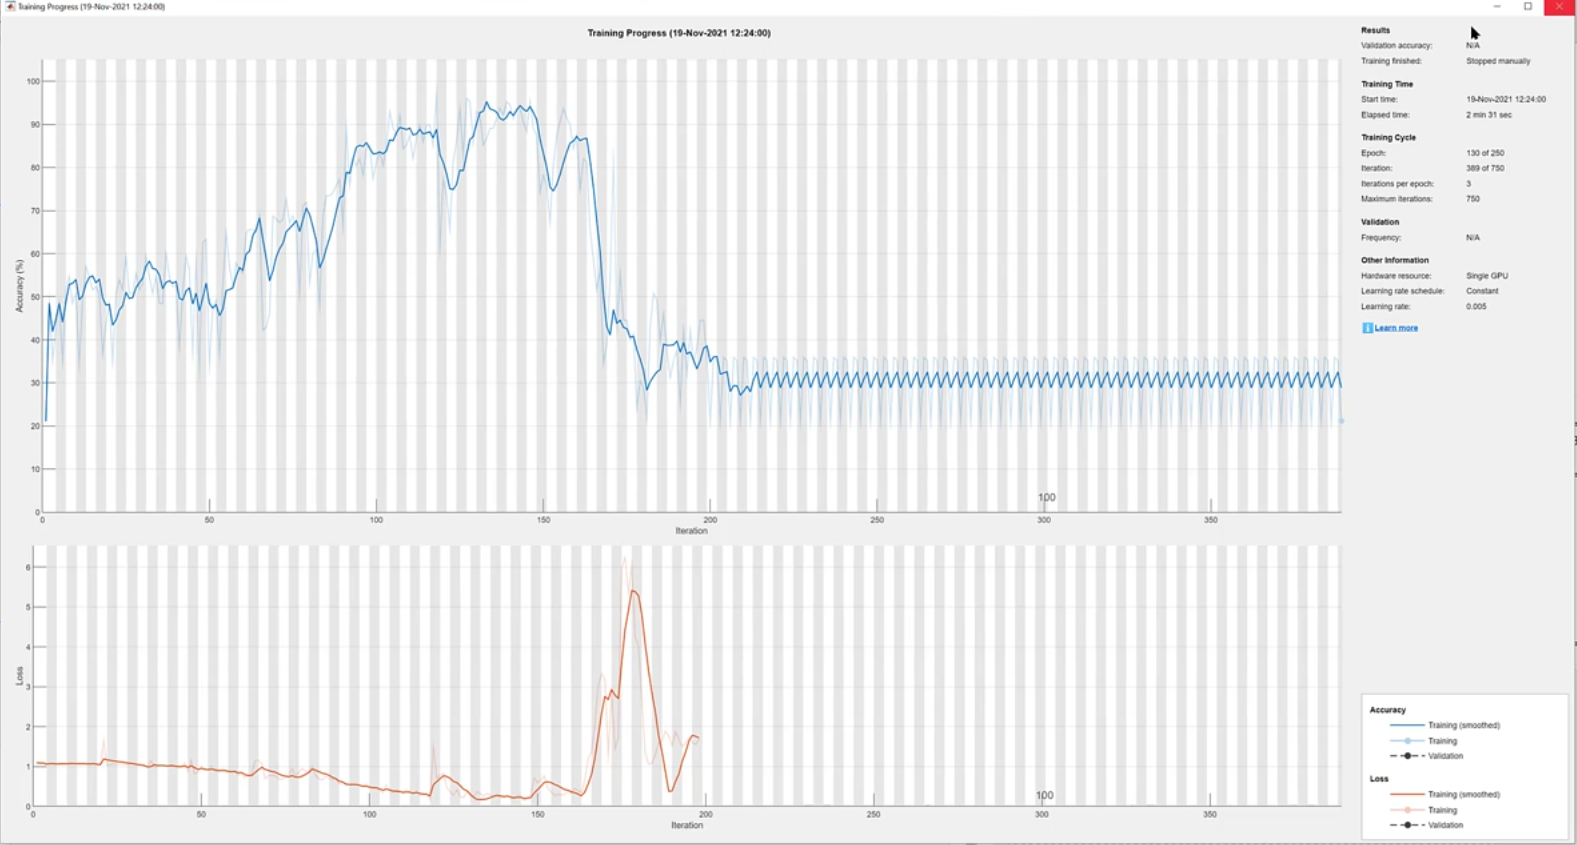 Training Progress (19-Nov-2021 12:24:00)
Training Progress (19-Nov-2021 12:24:00)
Results
Validation accuracy: N/A
Training finished: Stopped manually
Training Time
Start time: 19-Nov-2021 12:24:00
Elapsed time: 2 min 31 sec
Training Cycle
Epoch: 130 of 250
Iteration: 389 of 750
Iterations per epoch: 3
Maximum iterations: 750
Validation
Frequency: N/A
Other Information
Hardware resource: Single GPU
Learning rate schedule: Constant
Learning rate: 0.005
Learn more
Accuracy (%)
100
90
80
70
60
50
40
30
20
10
0
100
0 50 100 150 200 250 300 350
Iteration
Loss
6
5
4
3
2
1
0
100
0 50 100 150 200 250 300 350
Iteration
Accuracy
Training (smoothed)
Training
Validation
Loss
Training (smoothed)
Training
Validation